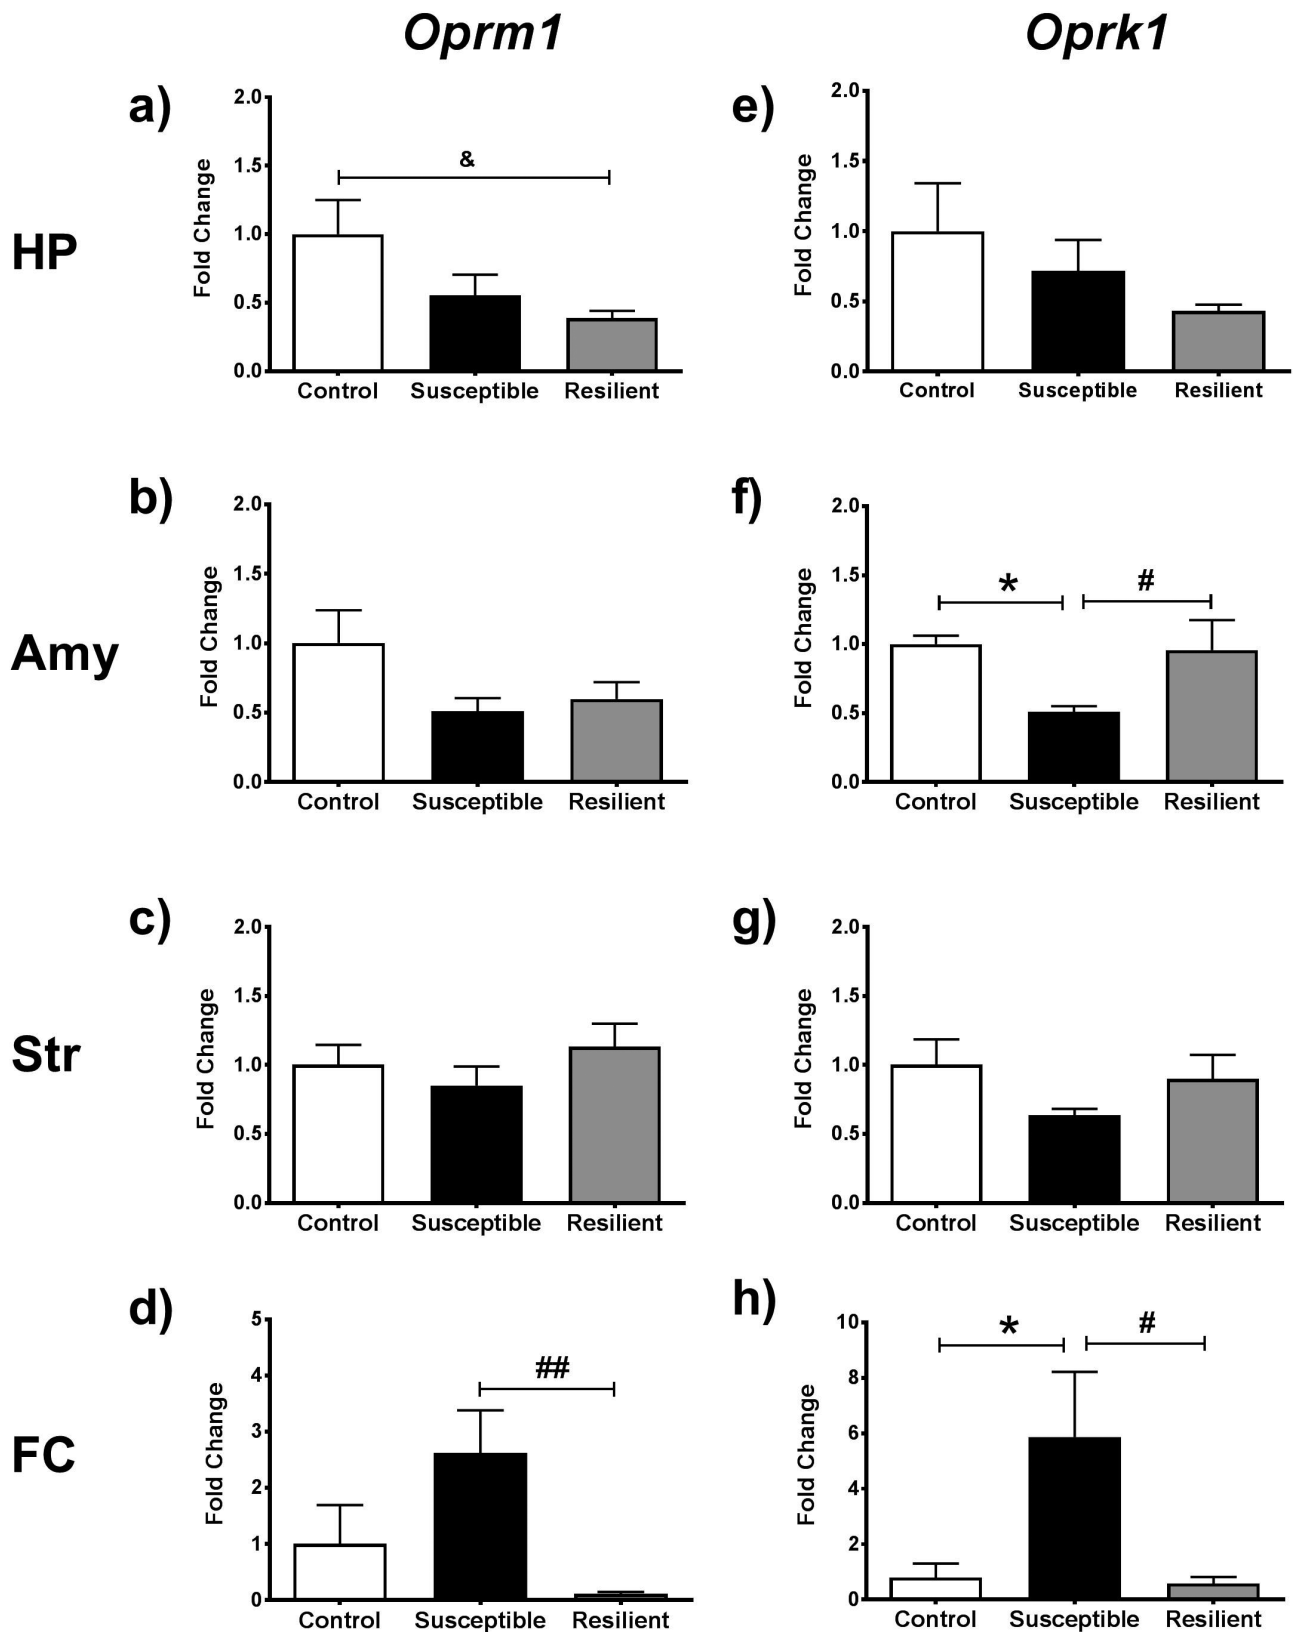 Oprm1 Oprk1
HP
a)
Fold Change
2.0
1.5
1.0
0.5
0.0
&
Control Susceptible Resilient
e)
Fold Change
2.0
1.5
1.0
0.5
0.0
Control Susceptible Resilient
Amy
b)
Fold Change
2.0
1.5
1.0
0.5
0.0
Control Susceptible Resilient
f)
Fold Change
2.0
1.5
1.0
0.5
0.0
* #
Control Susceptible Resilient
Str
c)
Fold Change
2.0
1.5
1.0
0.5
0.0
Control Susceptible Resilient
g)
Fold Change
2.0
1.5
1.0
0.5
0.0
Control Susceptible Resilient
FC
d)
Fold Change
5
4
3
2
1
0
##
Control Susceptible Resilient
h)
Fold Change
10
8
6
4
2
0
* #
Control Susceptible Resilient